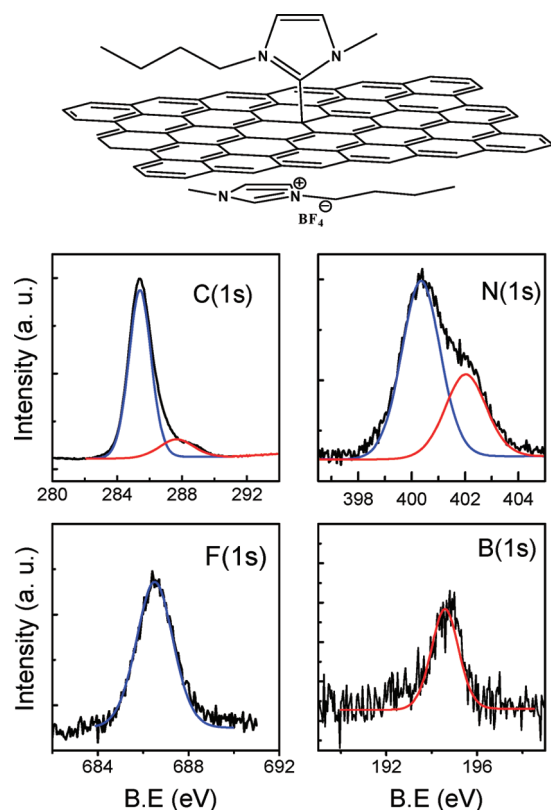 N
N
N
⊕
N
⊖
BF4
C(1s)
N(1s)
Intensity (a. u.)
280 284 288 292
398 400 402 404
F(1s)
B(1s)
Intensity (a. u.)
684 688 692
192 196
B.E (eV)
B.E (eV)